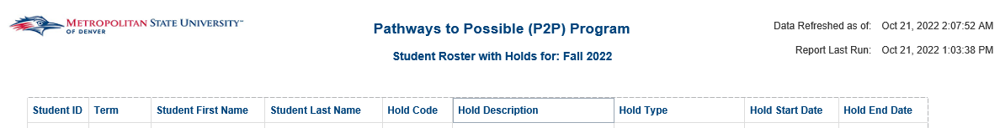 METROPOLITAN STATE UNIVERSITY™
OF DENVER
Pathways to Possible (P2P) Program
Student Roster with Holds for: Fall 2022
Data Refreshed as of: Oct 21, 2022 2:07:52 AM
Report Last Run: Oct 21, 2022 1:03:38 PM
Student ID Term Student First Name Student Last Name Hold Code Hold Description Hold Type Hold Start Date Hold End Date